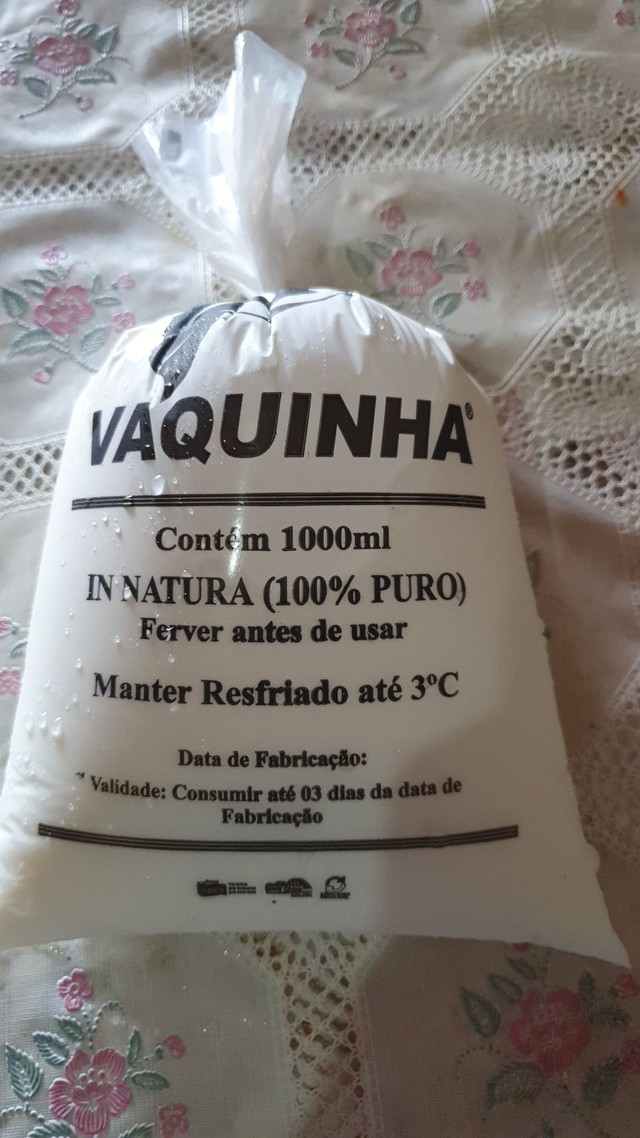 VAQUINHA®
Contém 1000ml
IN NATURA (100% PURO)
Ferver antes de usar
Manter Resfriado até 3ºC
Data de Fabricação:
Validade: Consumir até 03 dias da data de
Fabricação